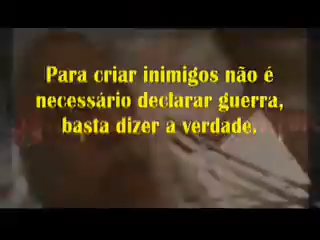 Para criar inimigos não é
necessário declarar guerra,
basta dizer a verdade.